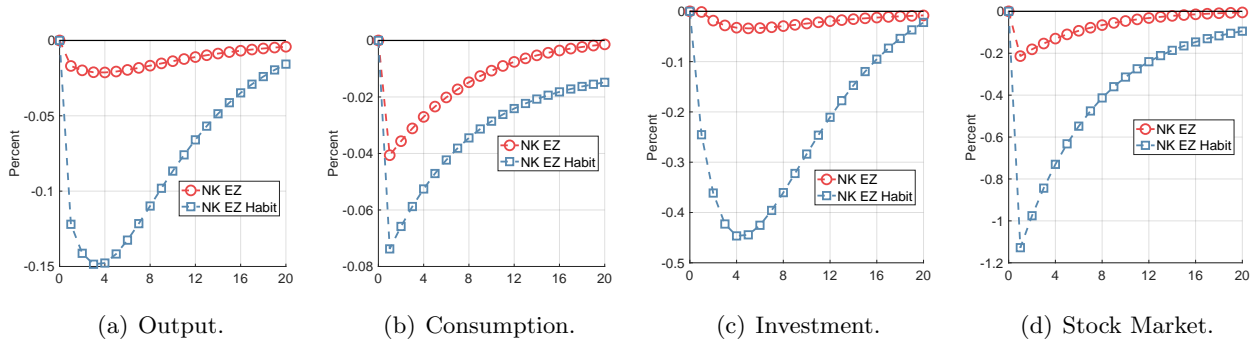 0
-0.05
-0.1
-0.15
Percent
0 4 8 12 16 20
NK EZ
NK EZ Habit
(a) Output.
0
-0.02
-0.04
-0.06
-0.08
Percent
0 4 8 12 16 20
NK EZ
NK EZ Habit
(b) Consumption.
0
-0.1
-0.2
-0.3
-0.4
-0.5
Percent
0 4 8 12 16 20
NK EZ
NK EZ Habit
(c) Investment.
0
-0.2
-0.4
-0.6
-0.8
-1
-1.2
Percent
0 4 8 12 16 20
NK EZ
NK EZ Habit
(d) Stock Market.